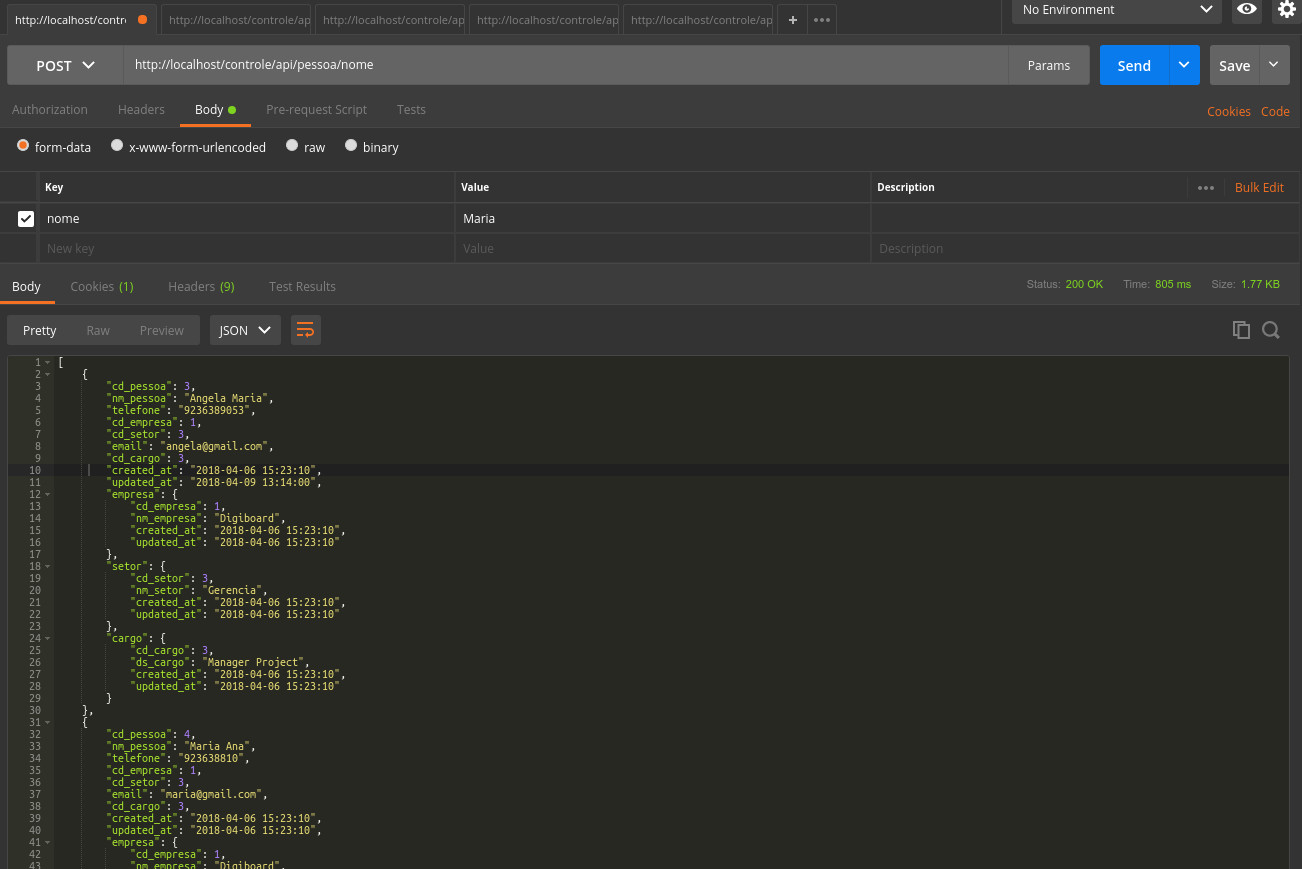 http://localhost/contr http://localhost/controle/ap http://localhost/controle/ap http://localhost/controle/ap http://localhost/controle/ap + ••• No Environment
POST http://localhost/controle/api/pessoa/nome Params Send Save
Authorization Headers Body Pre-request Script Tests Cookies Code
form-data x-www-form-urlencoded raw binary
Key Value Description ••• Bulk Edit
nome Maria
New key Value Description
Body Cookies (1) Headers (9) Test Results Status: 200 OK Time: 805 ms Size: 1.77 KB
Pretty Raw Preview JSON
1 [
2 {
3 "cd_pessoa": 3,
4 "nm_pessoa": "Angela Maria",
5 "telefone": "9236389053",
6 "cd_empresa": 1,
7 "cd_setor": 3,
8 "email": "angela@gmail.com",
9 "cd_cargo": 3,
10 "created_at": "2018-04-06 15:23:10",
11 "updated_at": "2018-04-09 13:14:00",
12 "empresa": {
13 "cd_empresa": 1,
14 "nm_empresa": "Digiboard",
15 "created_at": "2018-04-06 15:23:10",
16 "updated_at": "2018-04-06 15:23:10"
17 },
18 "setor": {
19 "cd_setor": 3,
20 "nm_setor": "Gerencia",
21 "created_at": "2018-04-06 15:23:10",
22 "updated_at": "2018-04-06 15:23:10"
23 },
24 "cargo": {
25 "cd_cargo": 3,
26 "ds_cargo": "Manager Project",
27 "created_at": "2018-04-06 15:23:10",
28 "updated_at": "2018-04-06 15:23:10"
29 }
30 },
31 {
32 "cd_pessoa": 4,
33 "nm_pessoa": "Maria Ana",
34 "telefone": "923638810",
35 "cd_empresa": 1,
36 "cd_setor": 3,
37 "email": "maria@gmail.com",
38 "cd_cargo": 3,
39 "created_at": "2018-04-06 15:23:10",
40 "updated_at": "2018-04-06 15:23:10",
41 "empresa": {
42 "cd_empresa": 1,
43 "nm_empresa": "Digiboard",